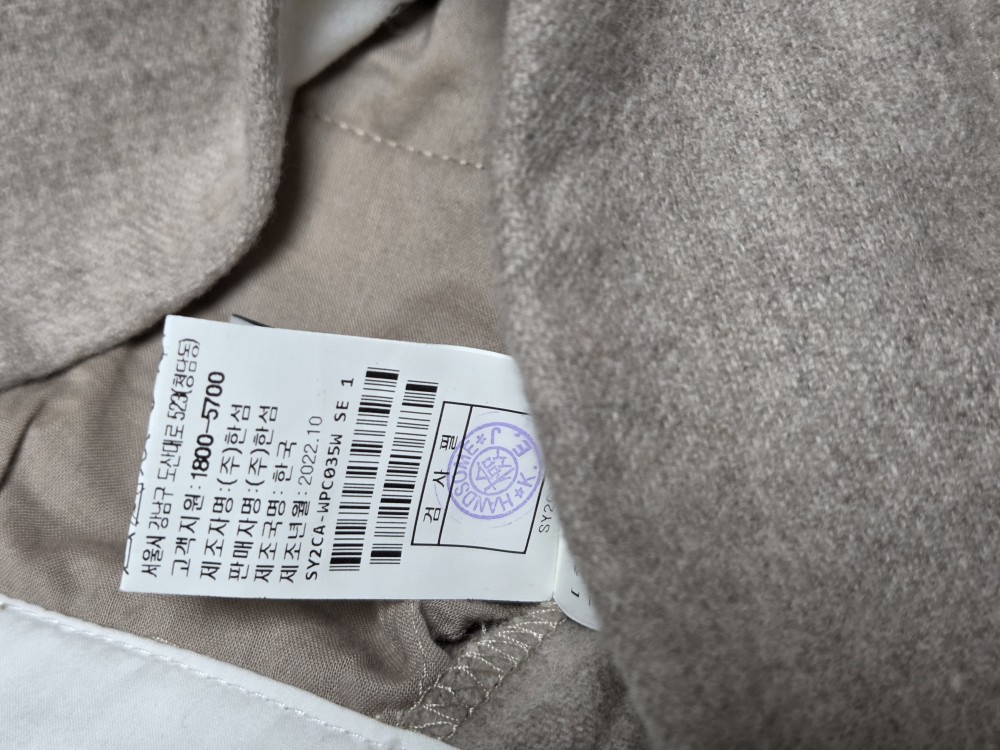 서울시 강남구 도산대로 523(청담동)
고객지원 : 1800-5700
제조자명:(주)한섬
판매자명:(주)한섬
제조국명: 한국
제조년월: 2022.10
SY2CA-WPC035W SE 1
검 사 필
HANDSOME K.E.J
SY2